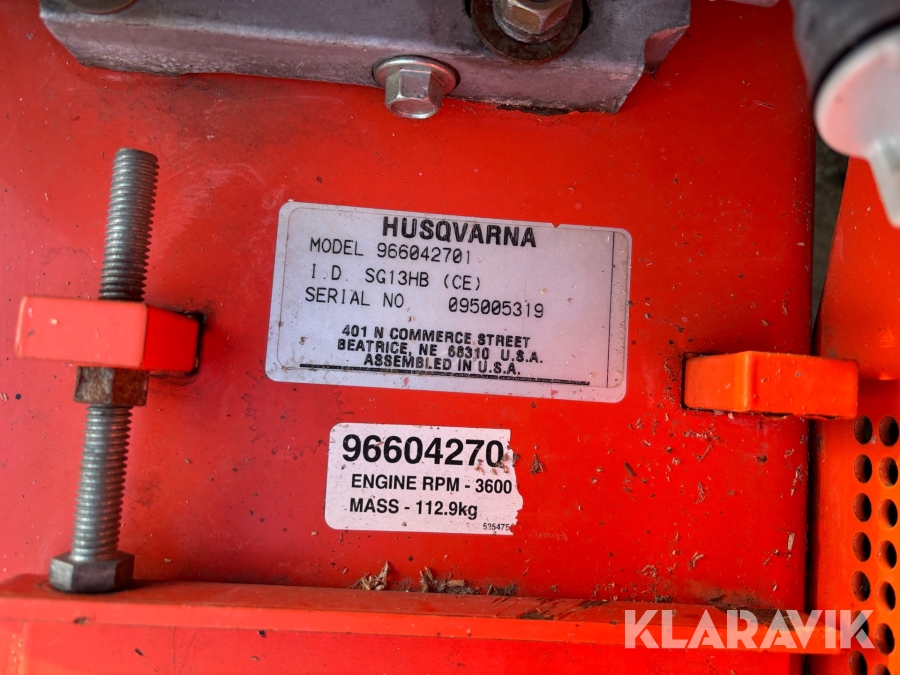 HUSQVARNA
MODEL 966042701
I.D. SG13HB (CE)
SERIAL NO 095005319
401 N COMMERCE STREET
BEATRICE, NE 68310 U.S.A.
ASSEMBLED IN U.S.A.
96604270
ENGINE RPM - 3600
MASS - 112.9kg
KLARAVIK